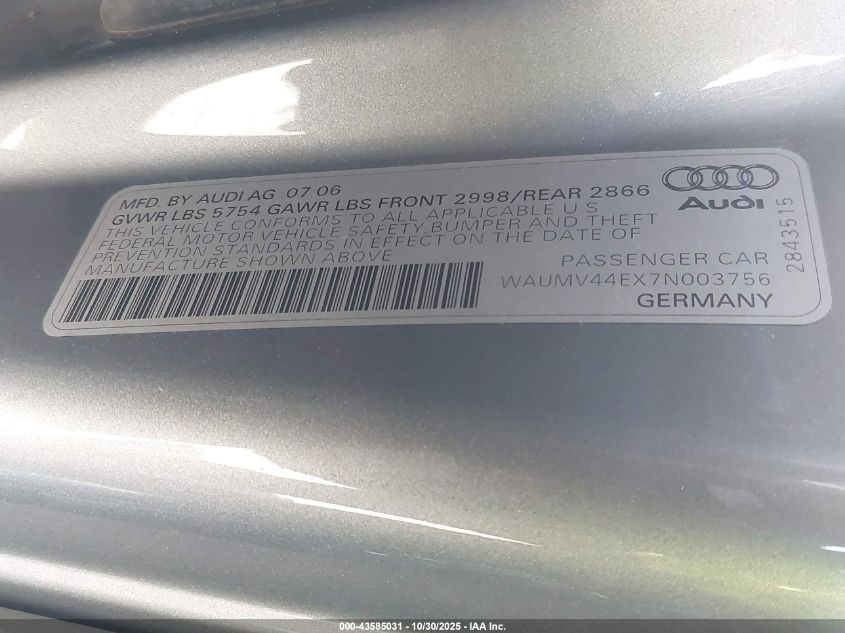 MFD. BY AUDI AG 07 06
GVWR LBS 5754 GAWR LBS FRONT 2998/REAR 2866
THIS VEHICLE CONFORMS TO ALL APPLICABLE U S
FEDERAL MOTOR VEHICLE SAFETY,BUMPER AND THEFT
PREVENTION STANDARDS IN EFFECT ON THE DATE OF
MANUFACTURE SHOWN ABOVE
Audi
2843515
PASSENGER CAR
WAUMV44EX7N003756
GERMANY
000-43585031 - 10/30/2025 - IAA Inc.